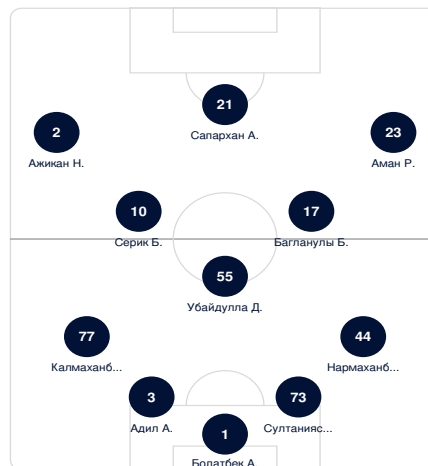 21
Сапархан А.
2
Ажикан Н.
23
Аман Р.
10
Серик Б.
17
Багланулы Б.
55
Убайдулла Д.
77
Калмаханб...
44
Нармаханб...
3
Адил А.
73
Султанияс...
1
Болатбек А